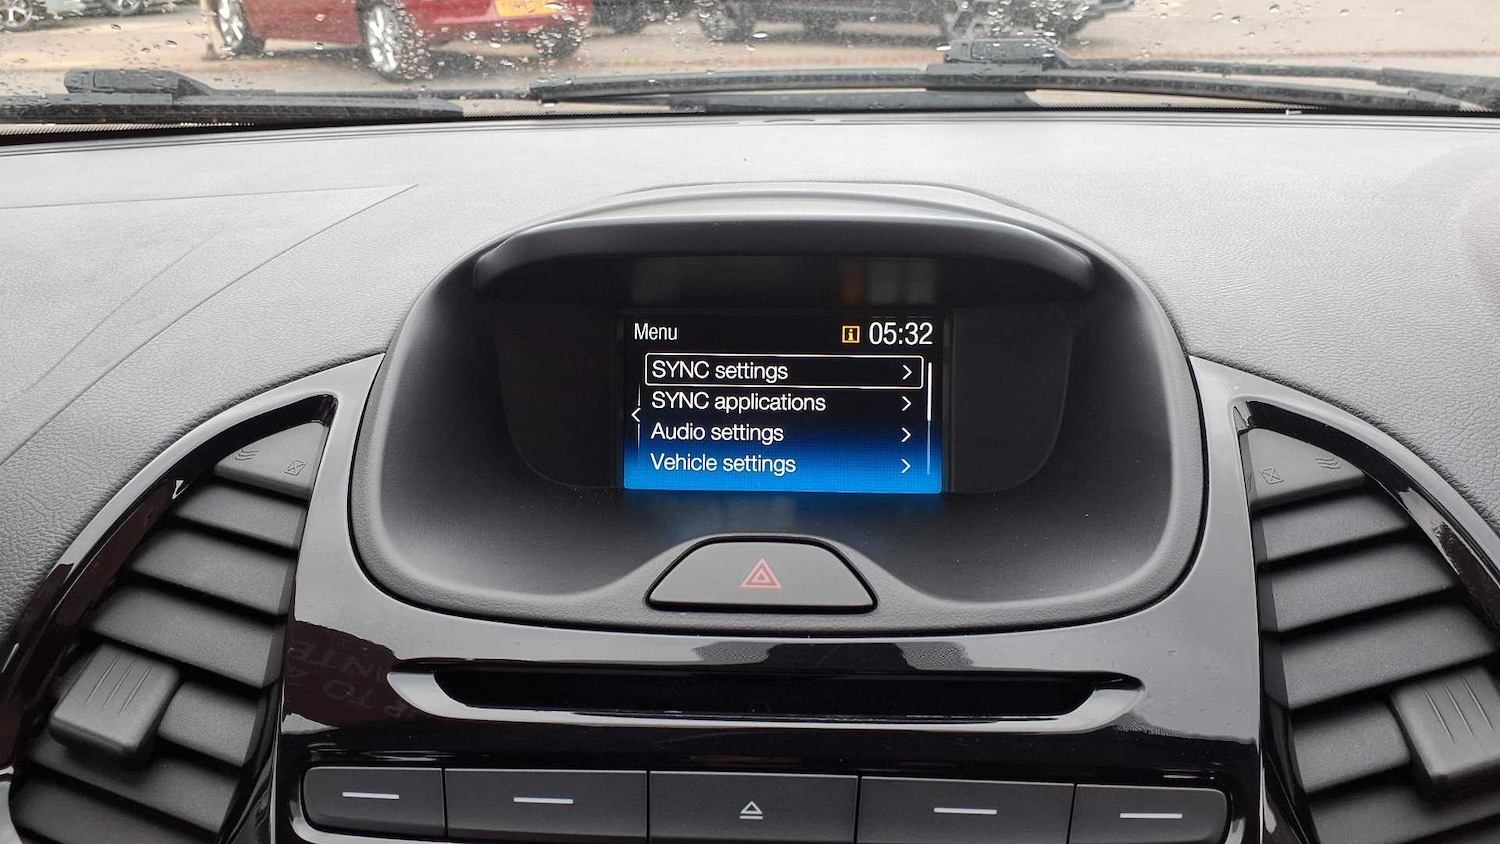 Menu 05:32
SYNC settings
SYNC applications
Audio settings
Vehicle settings